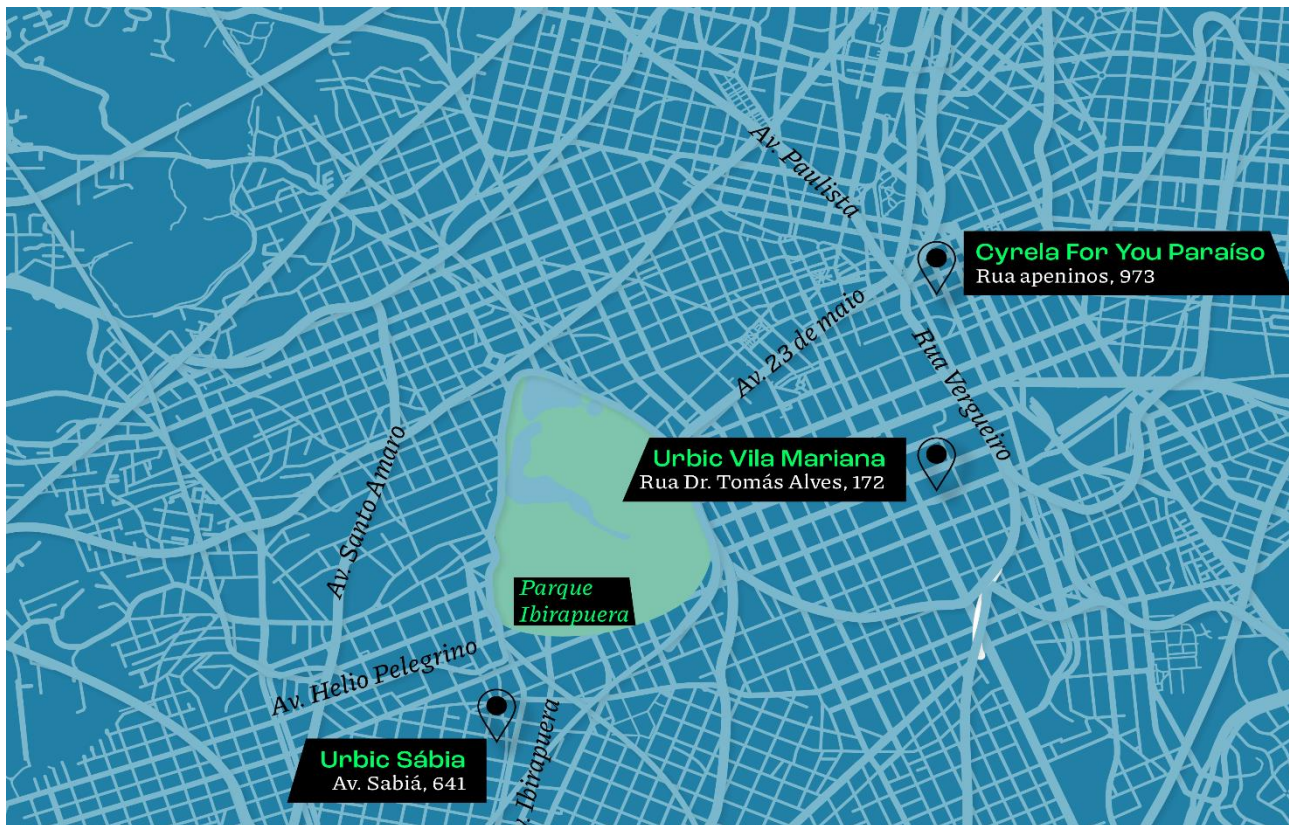 Av. Paulista
Cyrela For You Paraíso
Rua apeninos, 973
Av. 23 de maio
Rua Vergueiro
Urbic Vila Mariana
Rua Dr. Tomás Alves, 172
Av. Santo Amaro
Parque
Ibirapuera
Av. Helio Pelegrino
Urbic Sábia
Av. Sabiá, 641
Ibirapuera